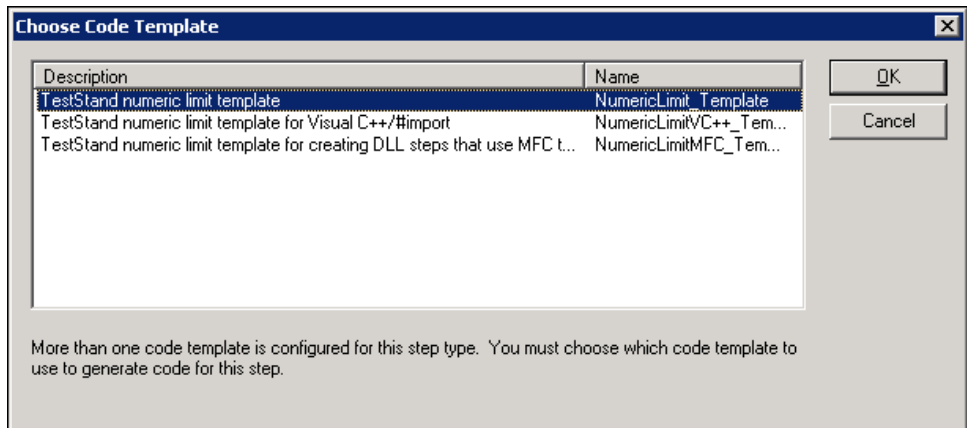 Choose Code Template
Description Name OK
TestStand numeric limit template NumericLimit_Template
TestStand numeric limit template for Visual C++/#import NumericLimitVC++_Tem... Cancel
TestStand numeric limit template for creating DLL steps that use MFC t... NumericLimitMFC_Tem...
More than one code template is configured for this step type. You must choose which code template to
use to generate code for this step.